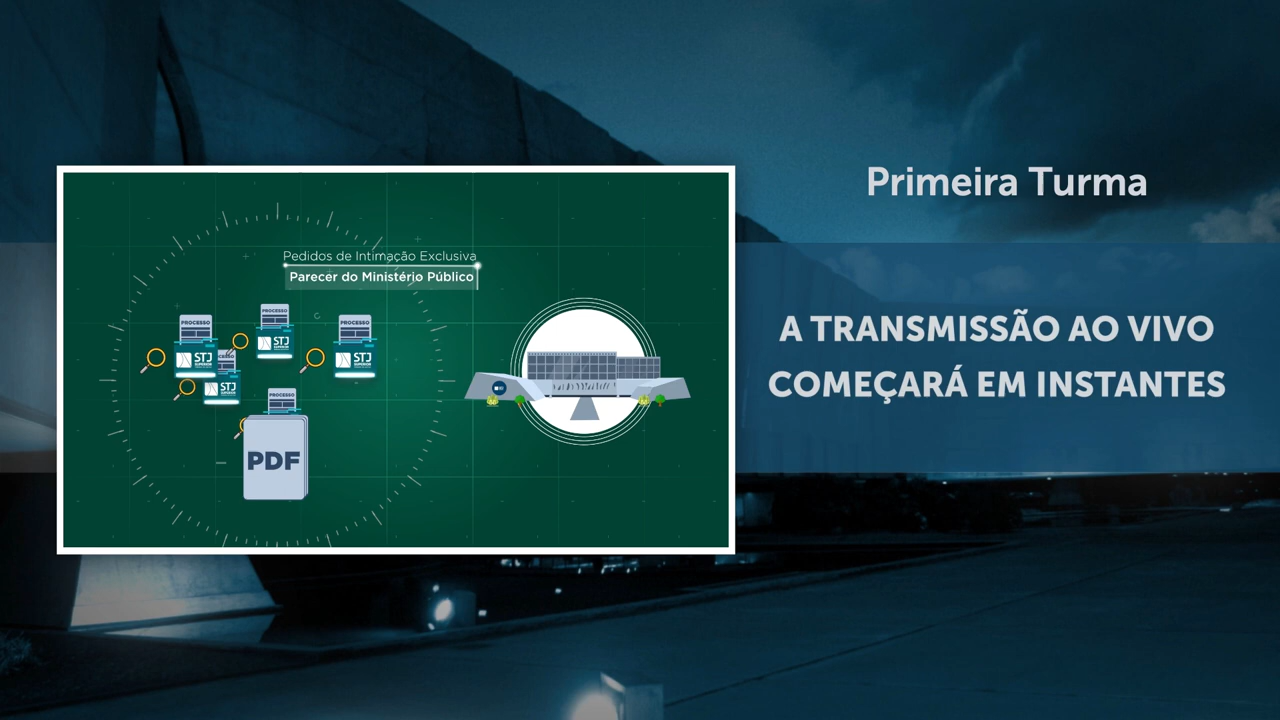 Primeira Turma
A TRANSMISSÃO AO VIVO
COMEÇARÁ EM INSTANTES
Pedidos de Intimação Exclusiva
Parecer do Ministério Público
PROCESSO
PROCESSO
PROCESSO
STJ
STJ
STJ
STJ
PROCESSO
PDF